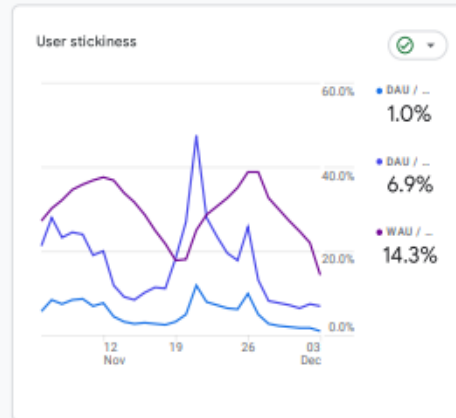 User stickiness
60.0%
40.0%
20.0%
0.0%
12
Nov
19
26
03
Dec
DAU / ...
1.0%
DAU / ...
6.9%
WAU / ...
14.3%